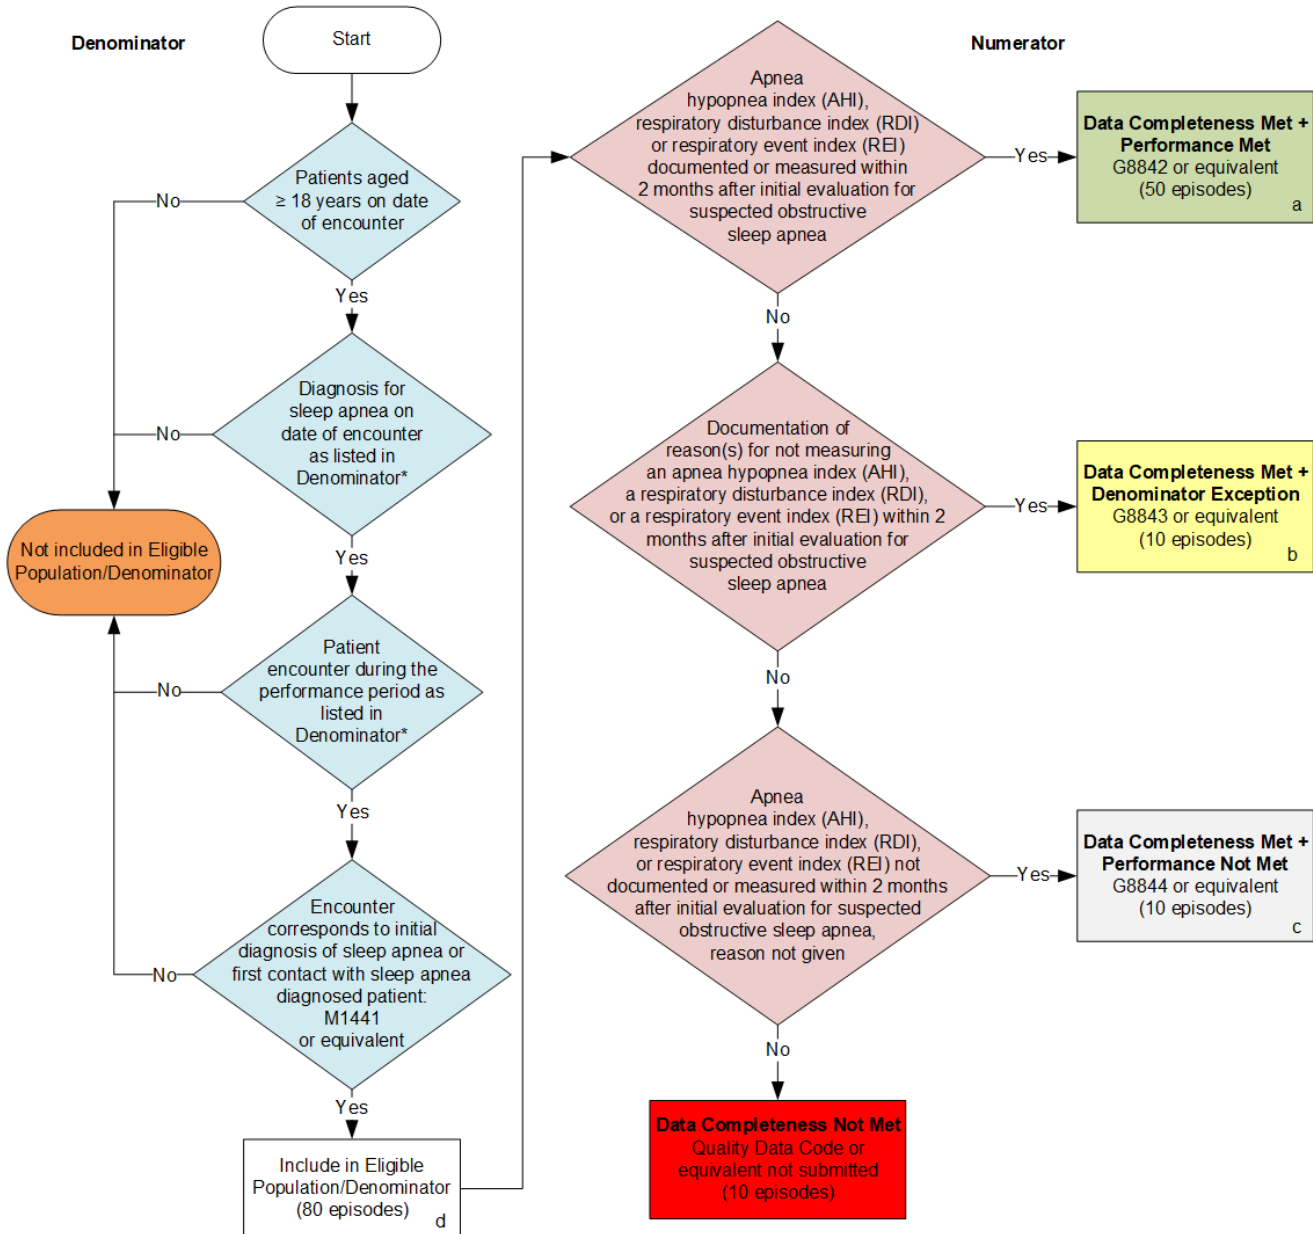 Denominator
Start
Patients aged
≥ 18 years on date
of encounter
No
Yes
Diagnosis for
sleep apnea on
date of encounter
as listed in
Denominator*
No
Not included in Eligible
Population/Denominator
Yes
Patient
encounter during the
performance period as
listed in
Denominator*
No
Yes
Encounter
corresponds to initial
diagnosis of sleep apnea or
first contact with sleep apnea
diagnosed patient:
M1441
or equivalent
No
Yes
Include in Eligible
Population/Denominator
(80 episodes)
d
Numerator
Apnea
hypopnea index (AHI),
respiratory disturbance index (RDI)
or respiratory event index (REI)
documented or measured within
2 months after initial evaluation for
suspected obstructive
sleep apnea
Yes
Data Completeness Met +
Performance Met
G8842 or equivalent
(50 episodes)
a
No
Documentation of
reason(s) for not measuring
an apnea hypopnea index (AHI),
a respiratory disturbance index (RDI),
or a respiratory event index (REI) within 2
months after initial evaluation for
suspected obstructive
sleep apnea
Yes
Data Completeness Met +
Denominator Exception
G8843 or equivalent
(10 episodes)
b
No
Apnea
hypopnea index (AHI),
respiratory disturbance index (RDI),
or respiratory event index (REI) not
documented or measured within 2 months
after initial evaluation for suspected
obstructive sleep apnea,
reason not given
Yes
Data Completeness Met +
Performance Not Met
G8844 or equivalent
(10 episodes)
c
No
Data Completeness Not Met
Quality Data Code or
equivalent not submitted
(10 episodes)